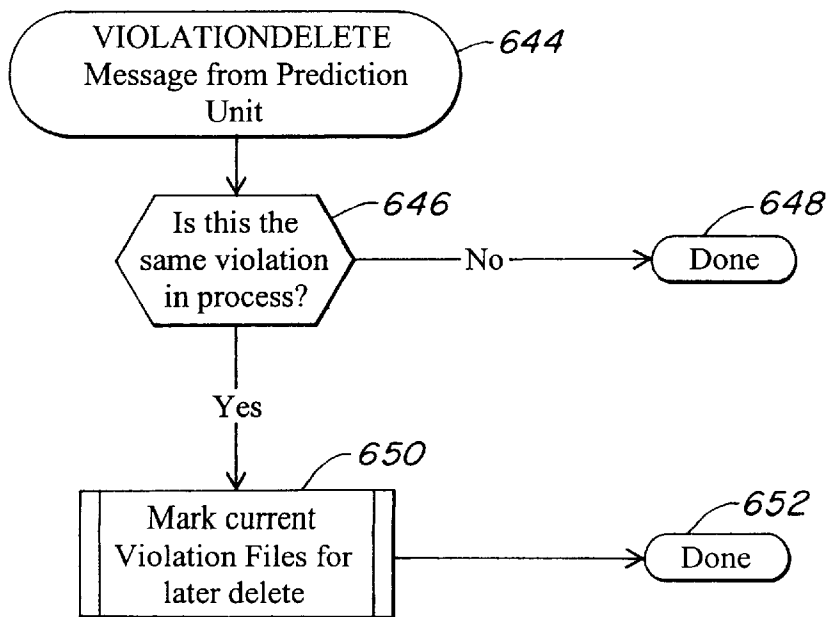 VIOLATIONDELETE
Message from Prediction
Unit
644
Is this the
same violation
in process?
646
No
648
Done
Yes
650
Mark current
Violation Files for
later delete
652
Done